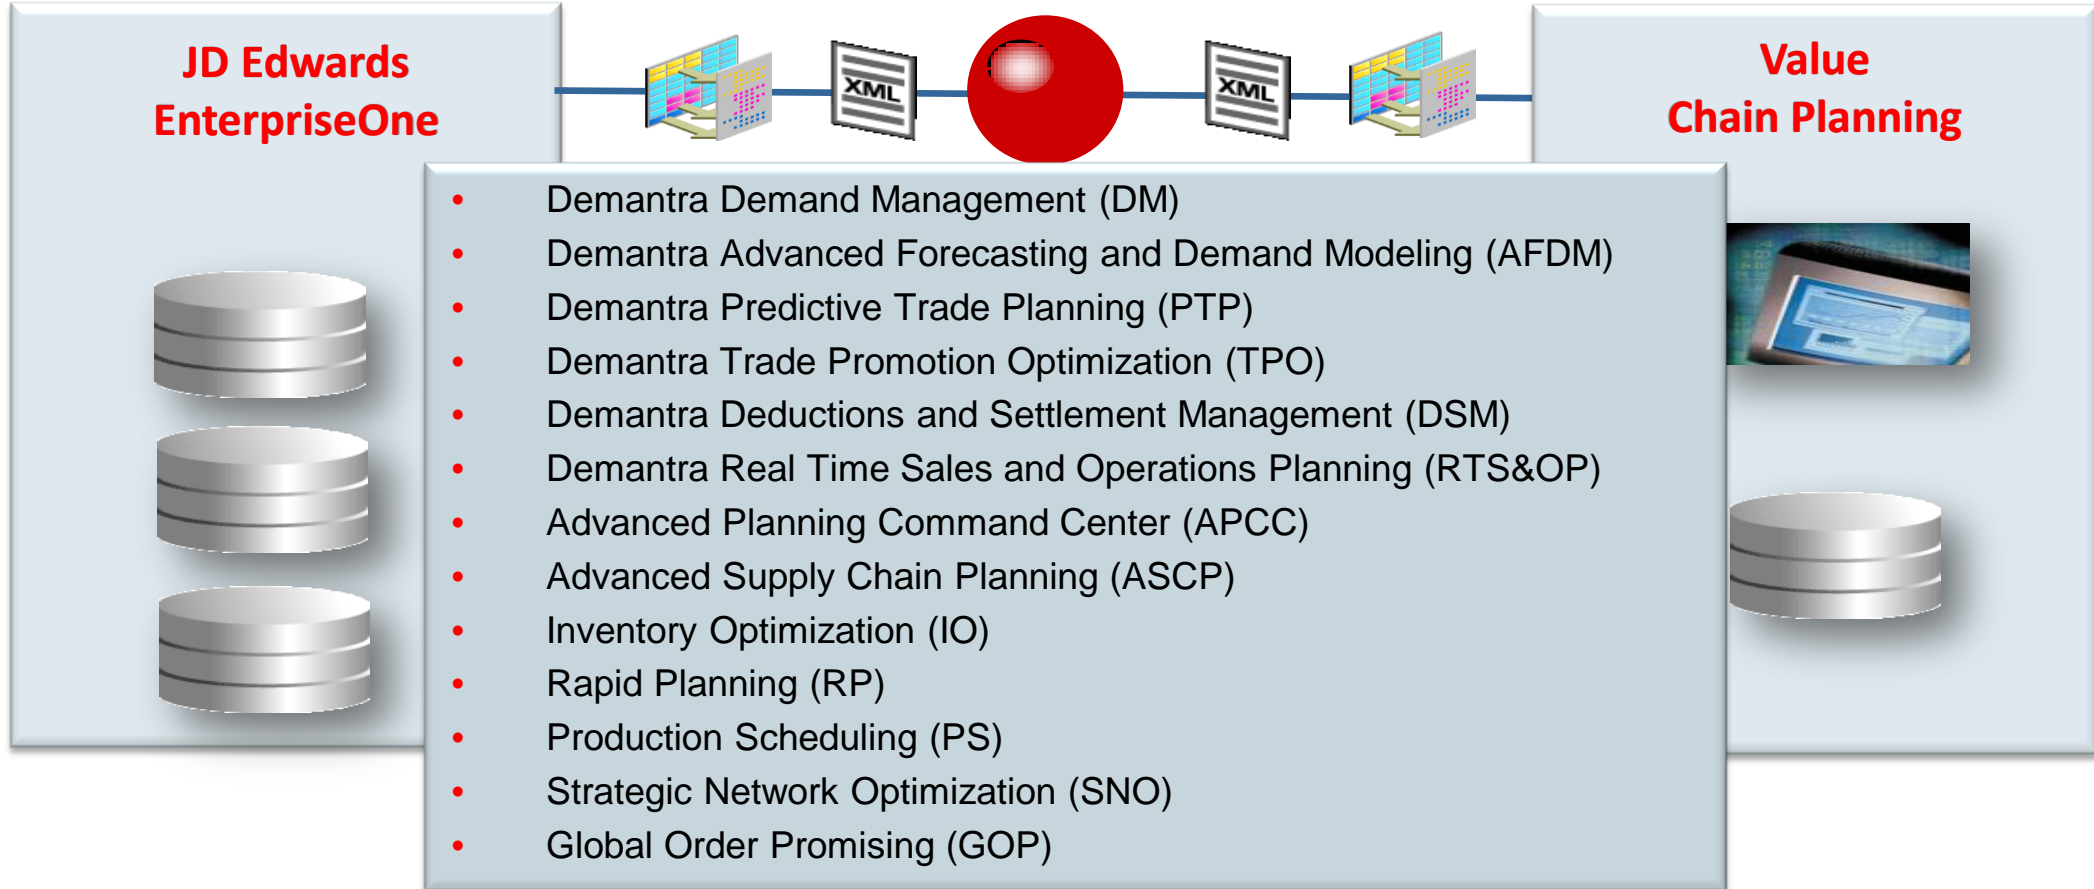 JD Edwards
EnterpriseOne
XML
XML
Value
Chain Planning
• Demantra Demand Management (DM)
• Demantra Advanced Forecasting and Demand Modeling (AFDM)
• Demantra Predictive Trade Planning (PTP)
• Demantra Trade Promotion Optimization (TPO)
• Demantra Deductions and Settlement Management (DSM)
• Demantra Real Time Sales and Operations Planning (RTS&OP)
• Advanced Planning Command Center (APCC)
• Advanced Supply Chain Planning (ASCP)
• Inventory Optimization (IO)
• Rapid Planning (RP)
• Production Scheduling (PS)
• Strategic Network Optimization (SNO)
• Global Order Promising (GOP)